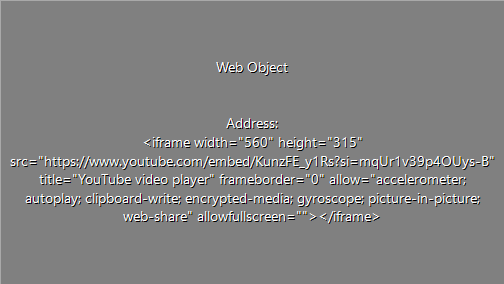 Web Object
Address:
<iframe width="560" height="315"
src="https://www.youtube.com/embed/KunzFE_y1Rs?si=mqUr1v39p4OUys-B"
title="YouTube video player" frameborder="0" allow="accelerometer;
autoplay; clipboard-write; encrypted-media; gyroscope; picture-in-picture;
web-share" allowfullscreen=""></iframe>